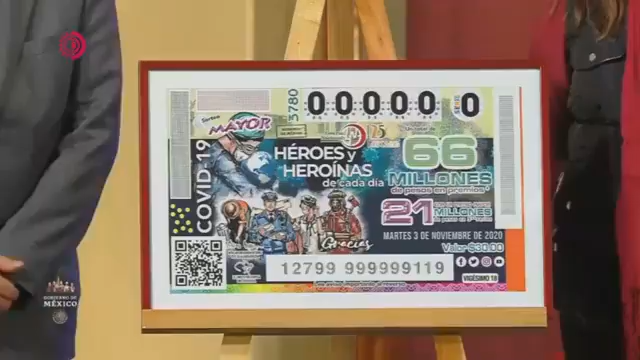 3780
00000 0
Sorteo
MAYOR
COVID-19
HÉROES y
HEROÍNAS
de cada día
Gracias
66
MILLONES
de pesos en premios
21 MILLONES
MARTES 3 DE NOVIEMBRE DE 2020
Valor $30.00
12799 999999119
VIGÉSIMO 19
GOBIERNO DE
MÉXICO